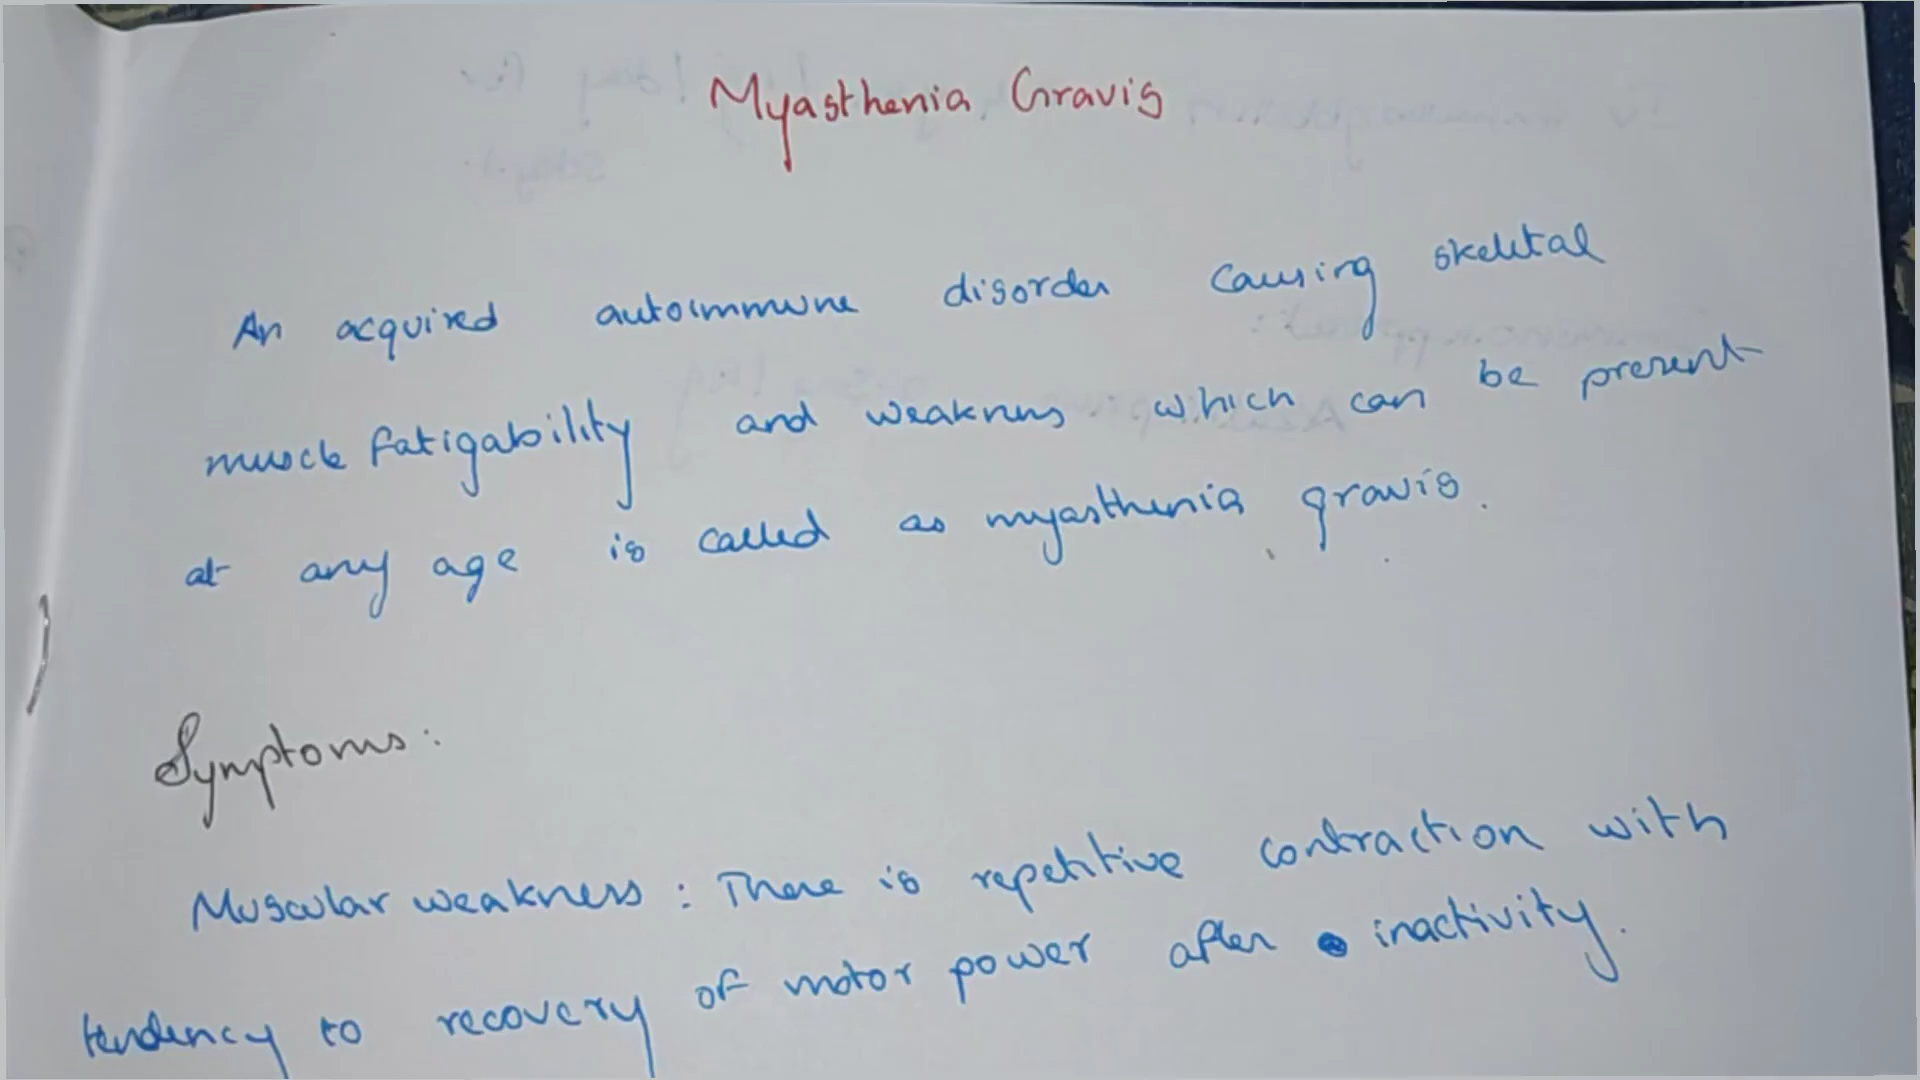 Myasthenia Gravis
An acquired autoimmune disorder causing skeletal
muscle fatigability and weakness which can be present
at any age is called as myasthenia gravis.
Symptoms:
Muscular weakness: There is repetitive contraction with
tendency to recovery of motor power after inactivity.